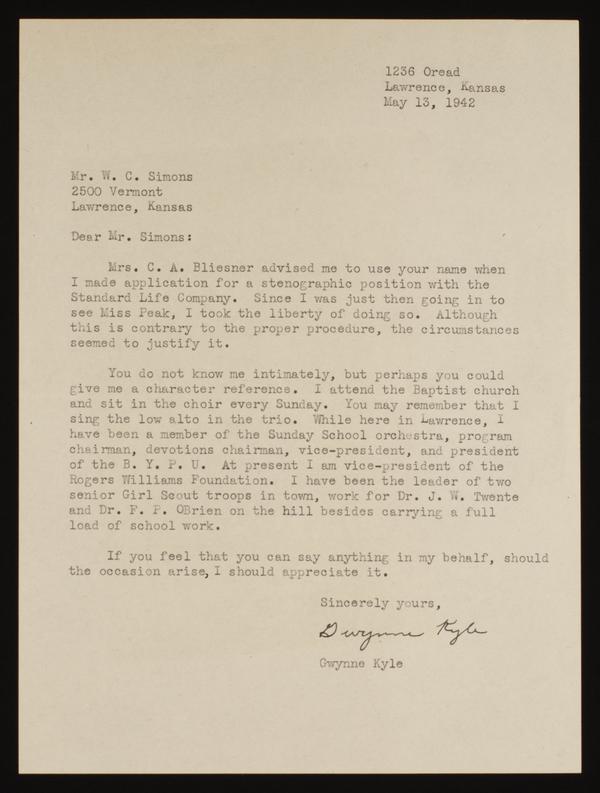 1236 Oread
Lawrence, Kansas
May 13, 1942
Mr. W. C. Simons
2500 Vermont
Lawrence, Kansas
Dear Mr. Simons:
Mrs. C. A. Bliesner advised me to use your name when
I made application for a stenographic position with the
Standard Life Company. Since I was just then going in to
see Miss Peak, I took the liberty of doing so. Although
this is contrary to the proper procedure, the circumstances
seemed to justify it.
You do not know me intimately, but perhaps you could
give me a character reference. I attend the Baptist church
and sit in the choir every Sunday. You may remember that I
sing the low alto in the trio. While here in Lawrence, I
have been a member of the Sunday School orchestra, program
chairman, devotions chairman, vice-president, and president
of the B. Y. P. U. At present I am vice-president of the
Rogers Williams Foundation. I have been the leader of two
senior Girl Scout troops in town, work for Dr. J. W. Twente
and Dr. F. P. OBrien on the hill besides carrying a full
load of school work.
If you feel that you can say anything in my behalf, should
the occasion arise, I should appreciate it.
Sincerely yours,
Gwynne Kyle
Gwynne Kyle